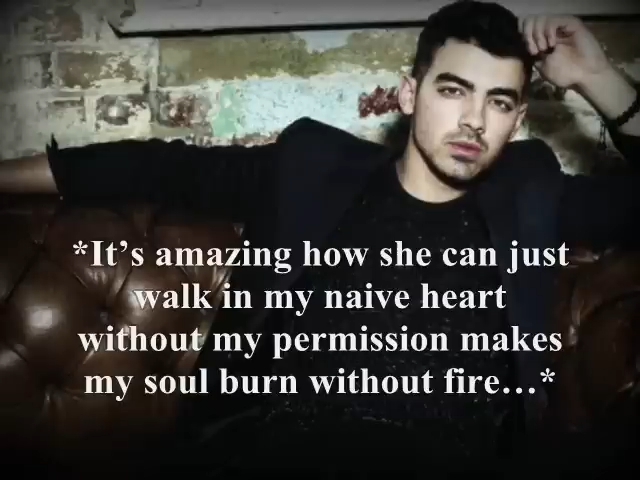 *It’s amazing how she can just
walk in my naive heart
without my permission makes
my soul burn without fire…*